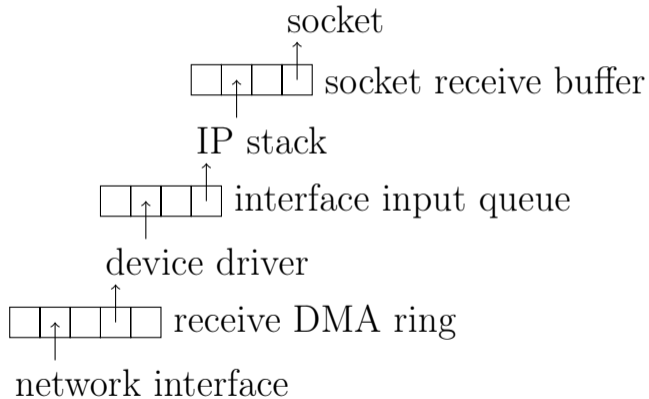 socket
socket receive buffer
IP stack
interface input queue
device driver
receive DMA ring
network interface